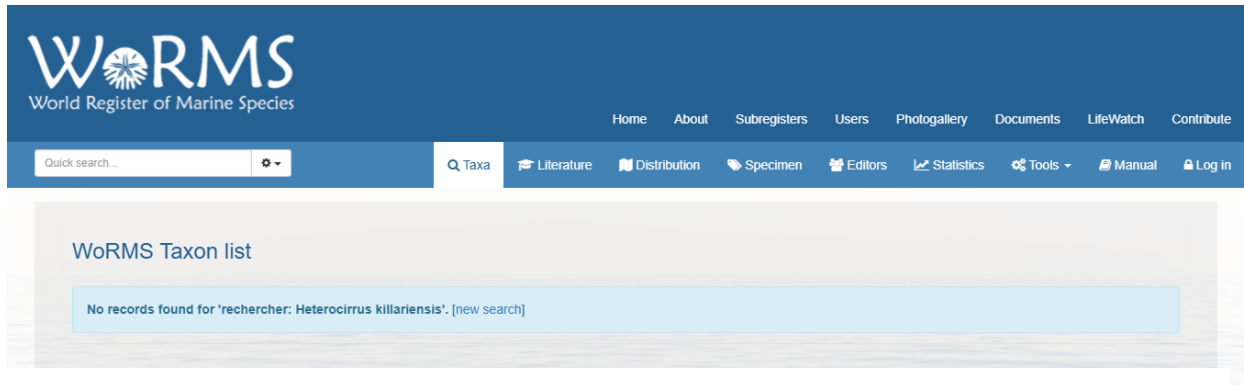 WoRMS
World Register of Marine Species
Home About Subregisters Users Photogallery Documents LifeWatch Contribute
Quick search... Taxa Literature Distribution Specimen Editors Statistics Tools Manual Log in
WoRMS Taxon list
No records found for 'rechercher: Heterocirrus killariensis'. [new search]